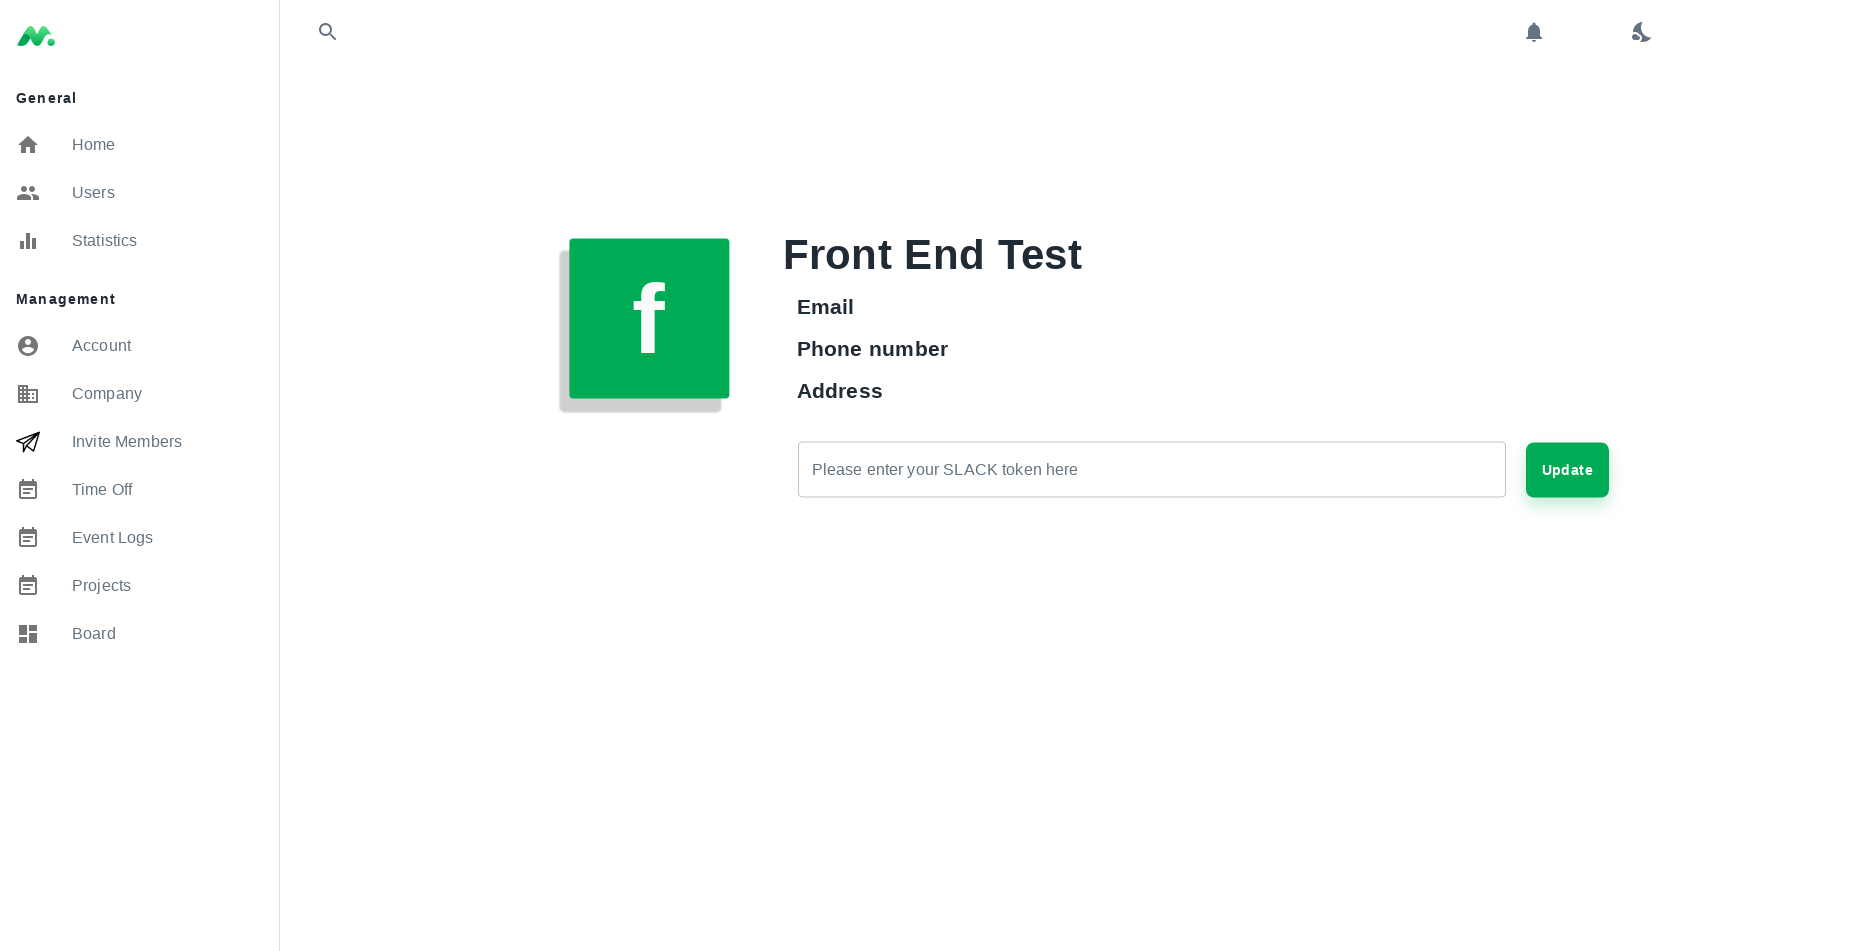 General
Home
Users
Statistics
Management
Account
Company
Invite Members
Time Off
Event Logs
Projects
Board
f
Front End Test
Email
Phone number
Address
Please enter your SLACK token here
Update